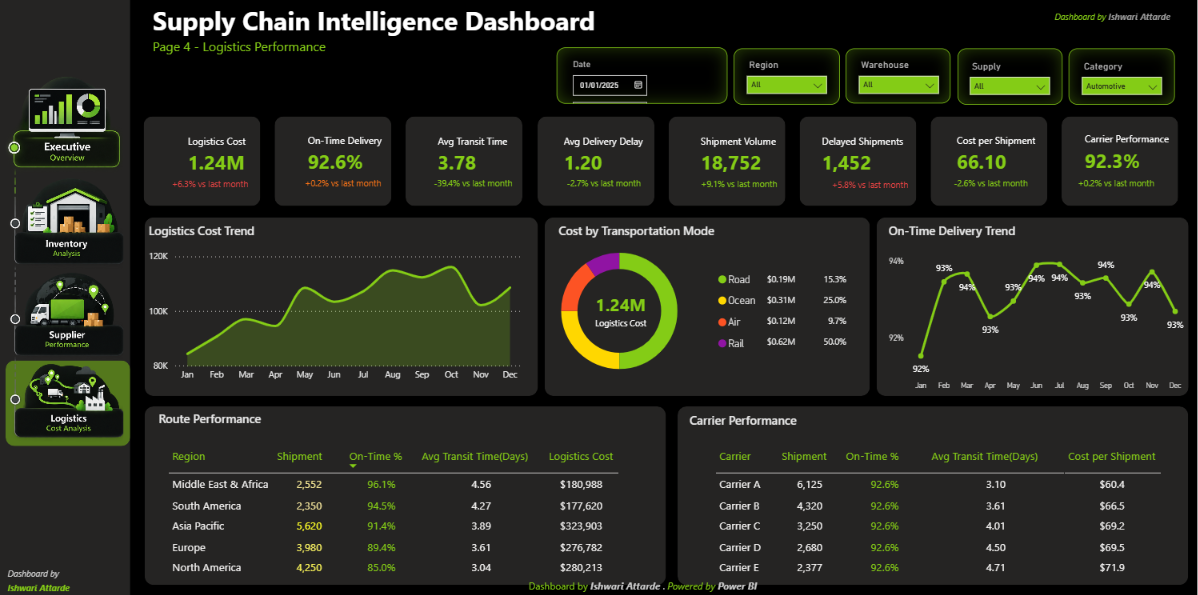 Supply Chain Intelligence Dashboard
Dashboard by Ishwari Attarde
Page 4 - Logistics Performance
Date
01/01/2025
Region
All
Warehouse
All
Supply
All
Category
Automotive
Executive
Overview
Inventory
Analysis
Supplier
Performance
Logistics
Cost Analysis
Dashboard by
Ishwari Attarde
Logistics Cost
1.24M
+6.3% vs last month
On-Time Delivery
92.6%
+0.2% vs last month
Avg Transit Time
3.78
-39.4% vs last month
Avg Delivery Delay
1.20
-2.7% vs last month
Shipment Volume
18,752
+9.1% vs last month
Delayed Shipments
1,452
+5.8% vs last month
Cost per Shipment
66.10
-2.6% vs last month
Carrier Performance
92.3%
+0.2% vs last month
Logistics Cost Trend
120K
100K
80K
Jan Feb Mar Apr May Jun Jul Aug Sep Oct Nov Dec
Cost by Transportation Mode
1.24M
Logistics Cost
Road $0.19M 15.3%
Ocean $0.31M 25.0%
Air $0.12M 9.7%
Rail $0.62M 50.0%
On-Time Delivery Trend
94%
92%
92% 93% 94% 93% 93% 94% 94% 93% 94% 93% 94% 93%
Jan Feb Mar Apr May Jun Jul Aug Sep Oct Nov Dec
Route Performance
Region Shipment On-Time % Avg Transit Time(Days) Logistics Cost
Middle East & Africa 2,552 96.1% 4.56 $180,988
South America 2,350 94.5% 4.27 $177,620
Asia Pacific 5,620 91.4% 3.89 $323,903
Europe 3,980 89.4% 3.61 $276,782
North America 4,250 85.0% 3.04 $280,213
Carrier Performance
Carrier Shipment On-Time % Avg Transit Time(Days) Cost per Shipment
Carrier A 6,125 92.6% 3.10 $60.4
Carrier B 4,320 92.6% 3.61 $66.5
Carrier C 3,250 92.6% 4.01 $69.2
Carrier D 2,680 92.6% 4.50 $69.5
Carrier E 2,377 92.6% 4.71 $71.9
Dashboard by Ishwari Attarde . Powered by Power BI